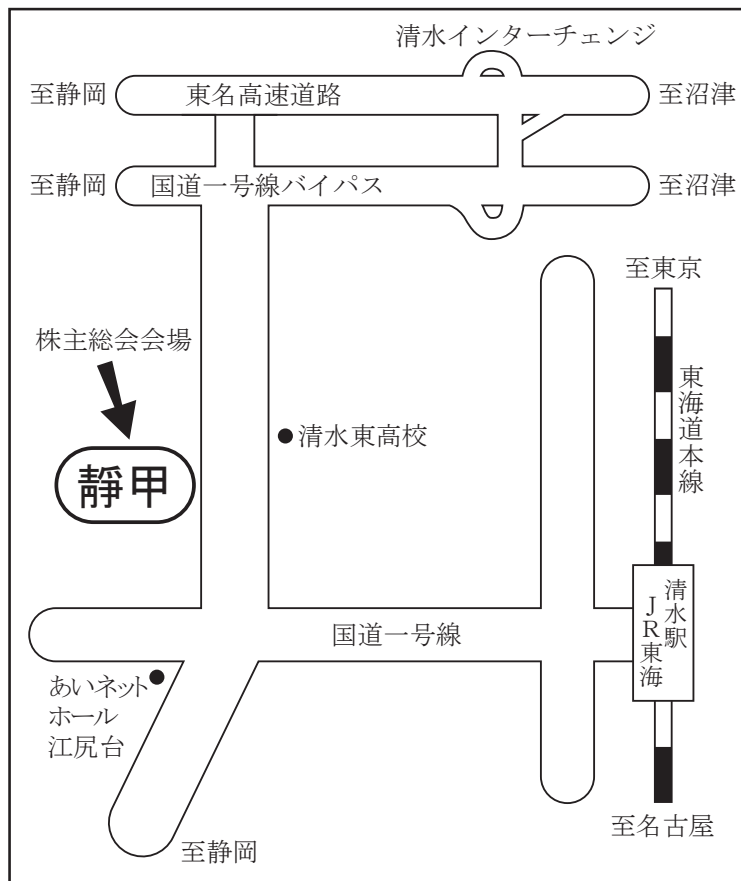 清水インターチェンジ
至静岡
東名高速道路
至沼津
至静岡
国道一号線バイパス
至沼津
至東京
株主総会会場
東海道本線
清水東高校
靜甲
清水駅
JR東海
国道一号線
あいネット
ホール
江尻台
至静岡
至名古屋